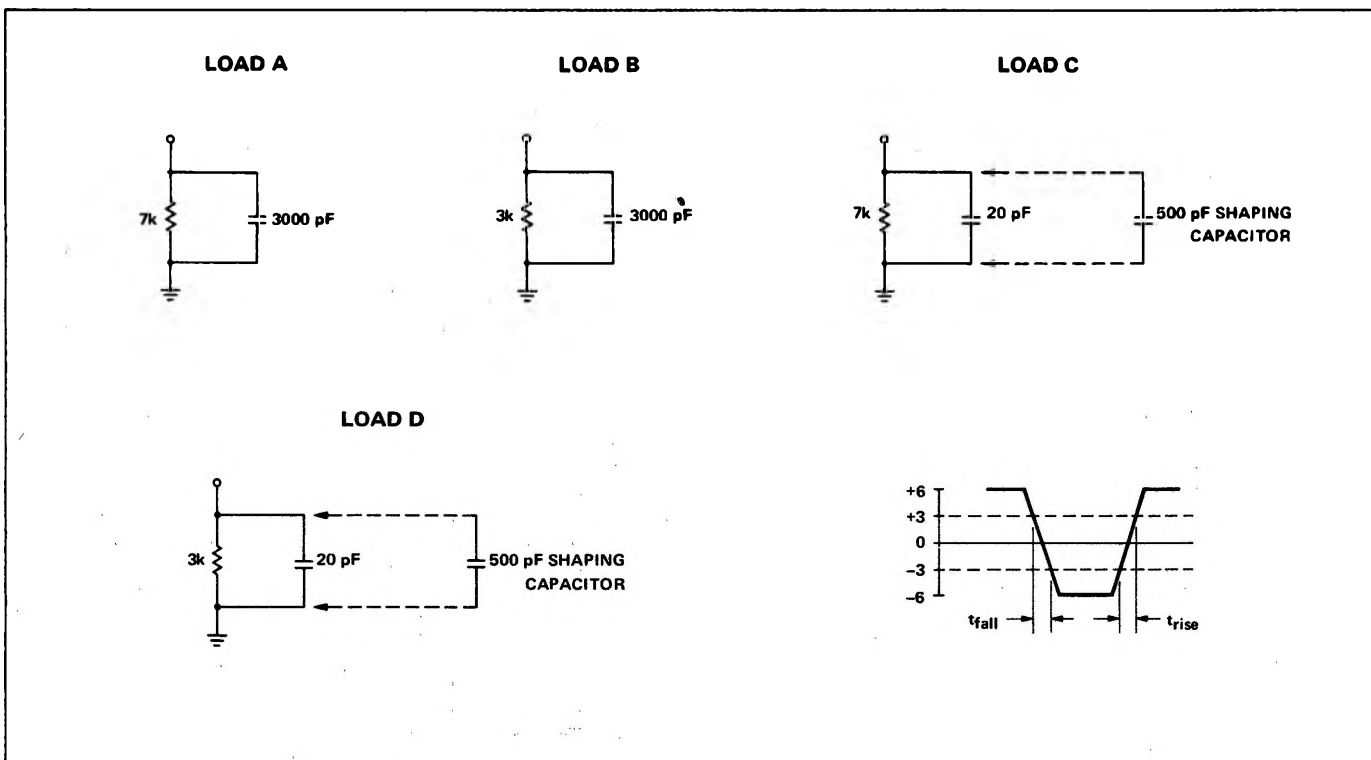 LOAD A
LOAD B
LOAD C
7k
3000 pF
3k
3000 pF
7k
20 pF
500 pF SHAPING
CAPACITOR
LOAD D
3k
20 pF
500 pF SHAPING
CAPACITOR
+6
+3
0
−3
−6
tfall
trise